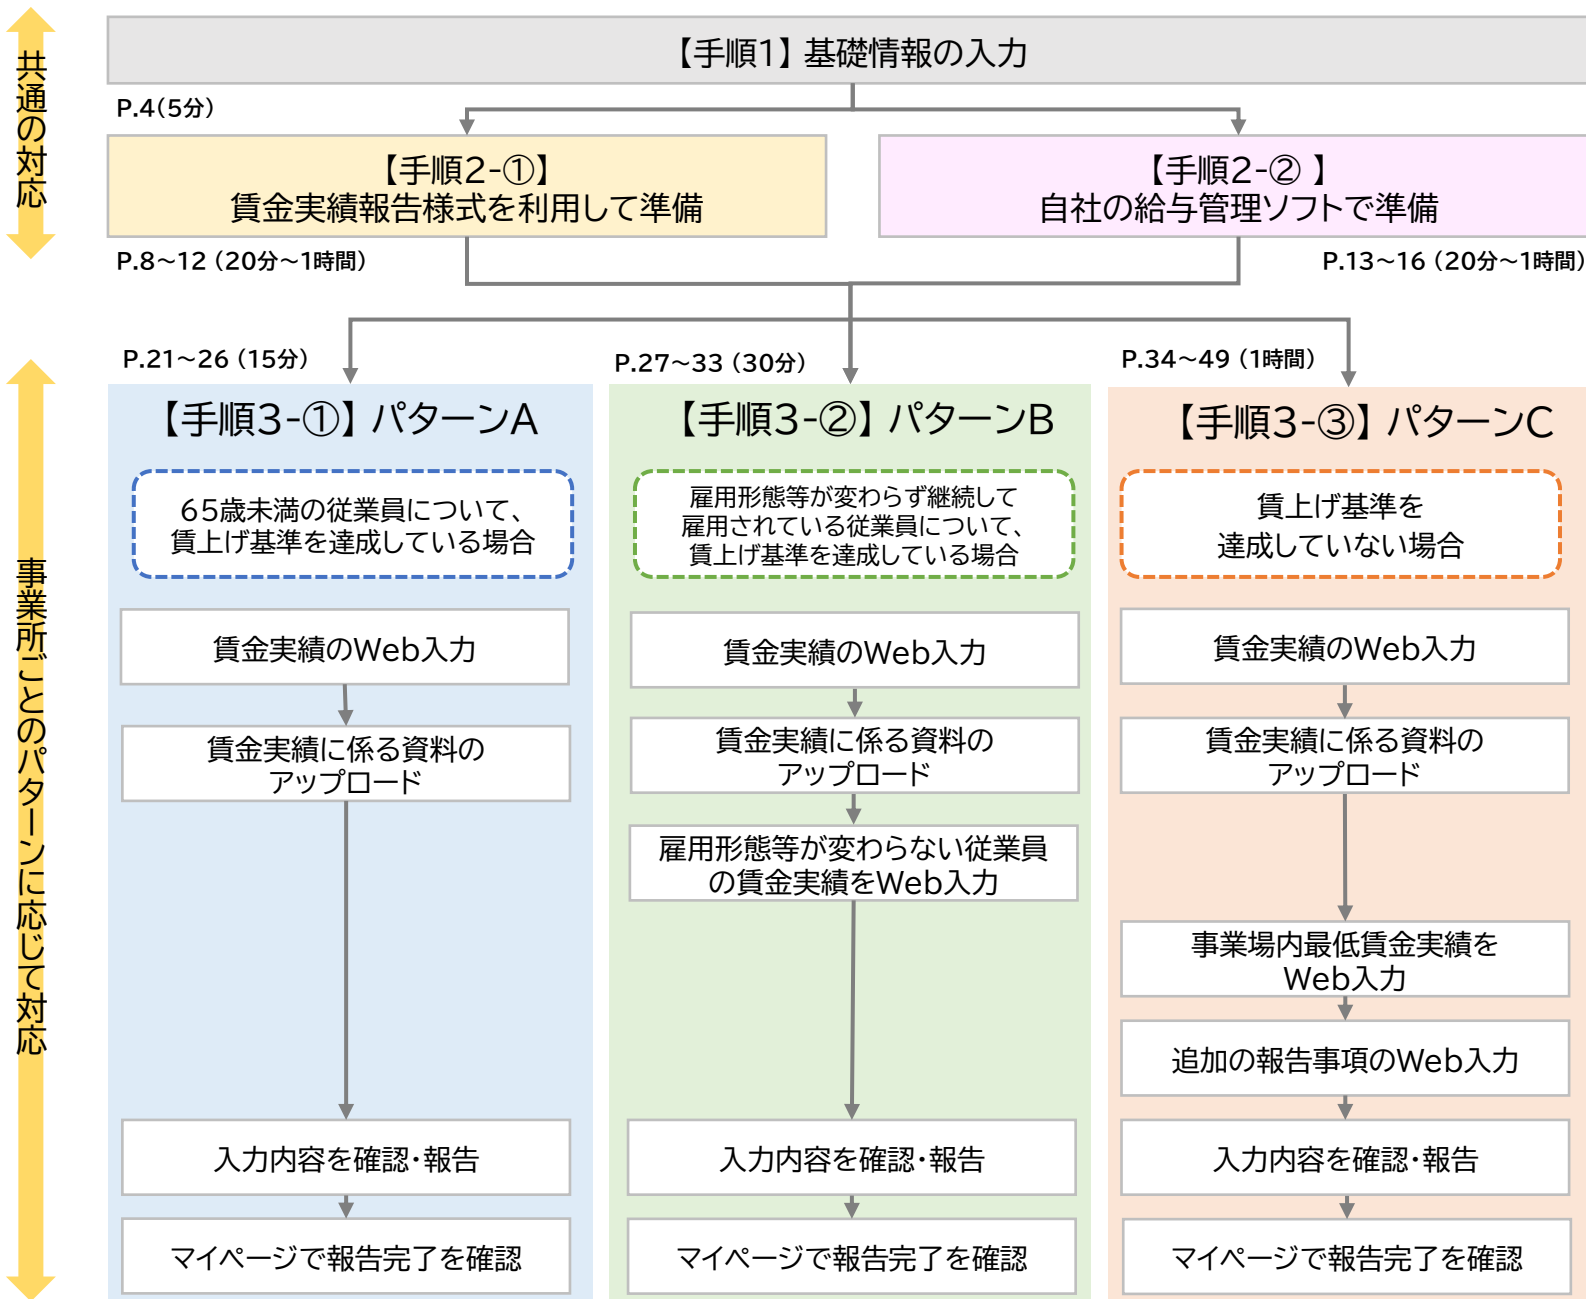 共通の対応
【手順1】 基礎情報の入力
P.4(5分)
【手順2-①】
賃金実績報告様式を利用して準備
【手順2-② 】
自社の給与管理ソフトで準備
P.8～12 (20分～1時間)
P.13～16 (20分～1時間)
事業所ごとのパターンに応じて対応
P.21～26 (15分)
【手順3-①】 パターンA
65歳未満の従業員について、
賃上げ基準を達成している場合
賃金実績のWeb入力
賃金実績に係る資料の
アップロード
入力内容を確認・報告
マイページで報告完了を確認
P.27～33 (30分)
【手順3-②】 パターンB
雇用形態等が変わらず継続して
雇用されている従業員について、
賃上げ基準を達成している場合
賃金実績のWeb入力
賃金実績に係る資料の
アップロード
雇用形態等が変わらない従業員
の賃金実績をWeb入力
入力内容を確認・報告
マイページで報告完了を確認
P.34～49 (1時間)
【手順3-③】 パターンC
賃上げ基準を
達成していない場合
賃金実績のWeb入力
賃金実績に係る資料の
アップロード
事業場内最低賃金実績を
Web入力
追加の報告事項のWeb入力
入力内容を確認・報告
マイページで報告完了を確認